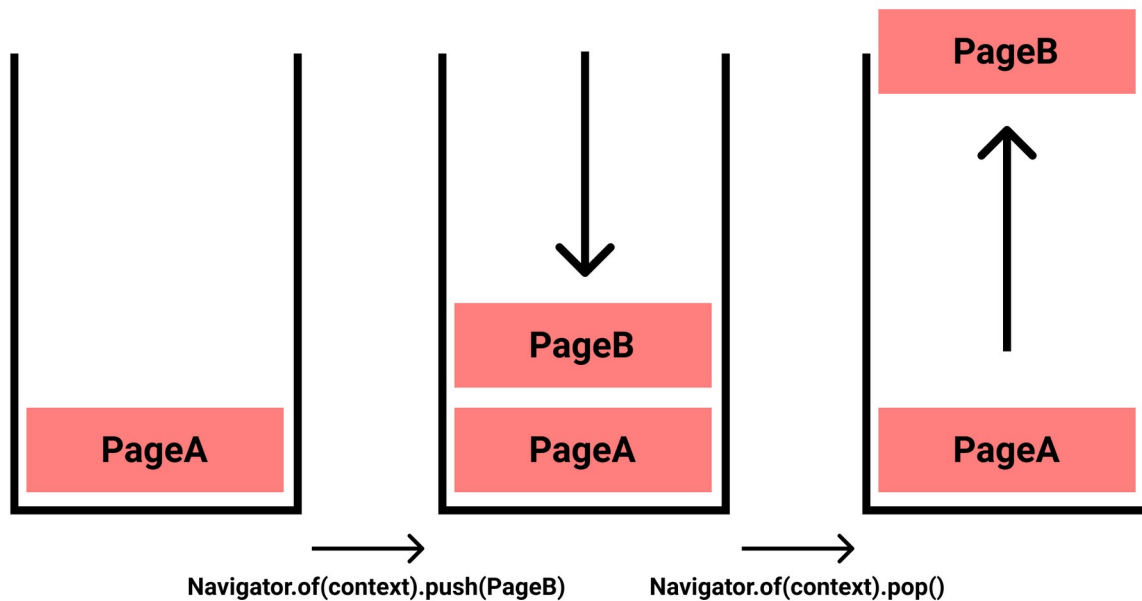 PageB
PageB
PageA
PageA
PageA
Navigator.of(context).push(PageB)
Navigator.of(context).pop()